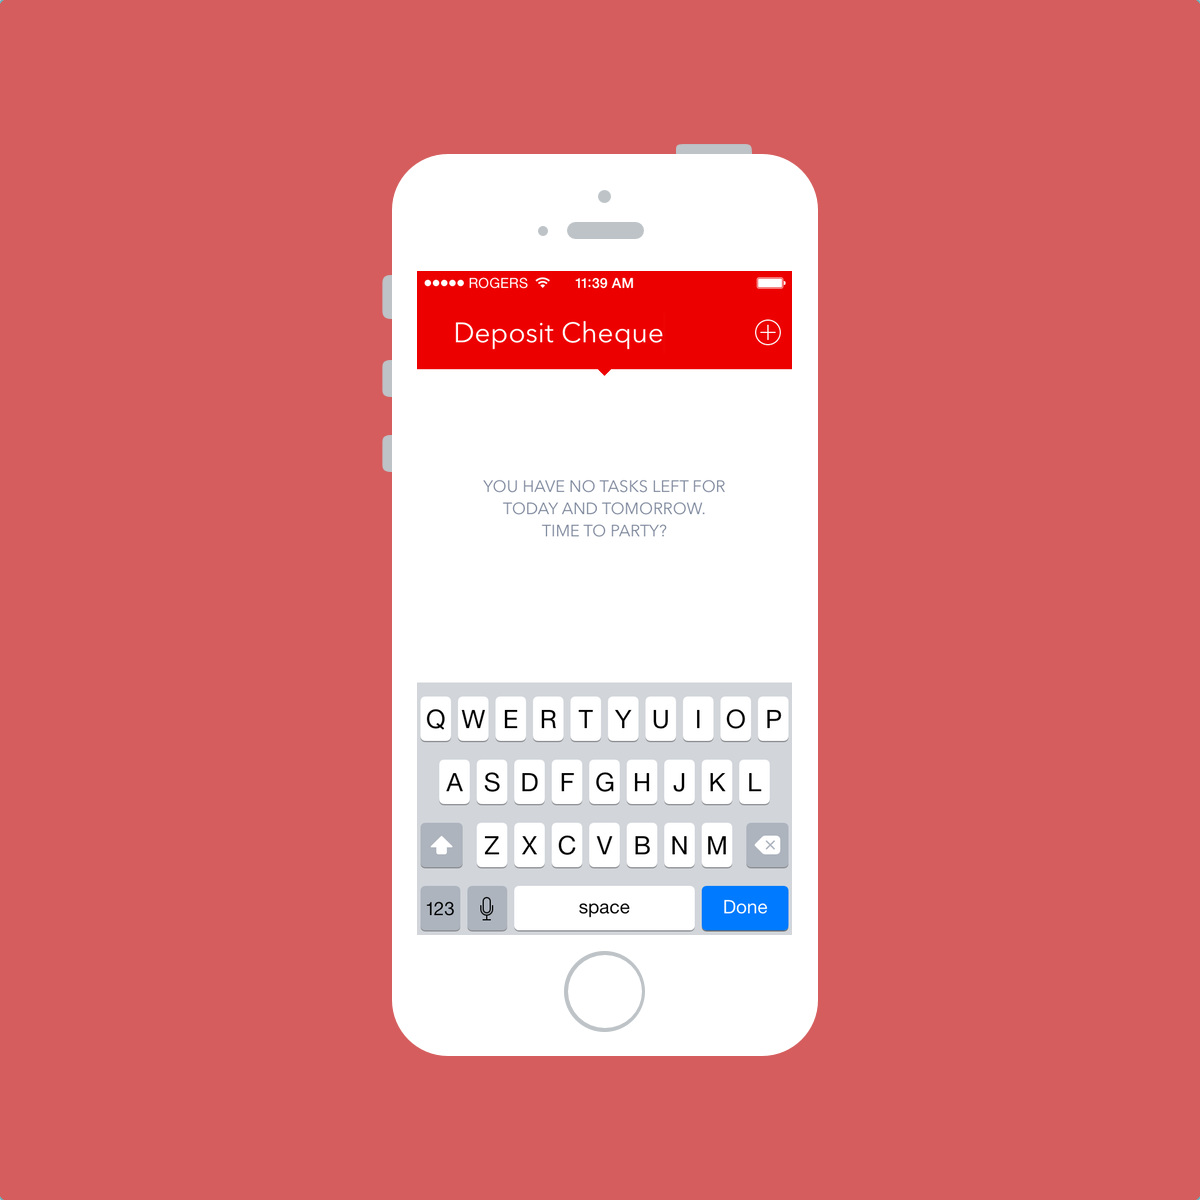 ROGERS 11:39 AM
Deposit Cheque
YOU HAVE NO TASKS LEFT FOR
TODAY AND TOMORROW.
TIME TO PARTY?
Q W E R T Y U I O P
A S D F G H J K L
Z X C V B N M
123 space Done